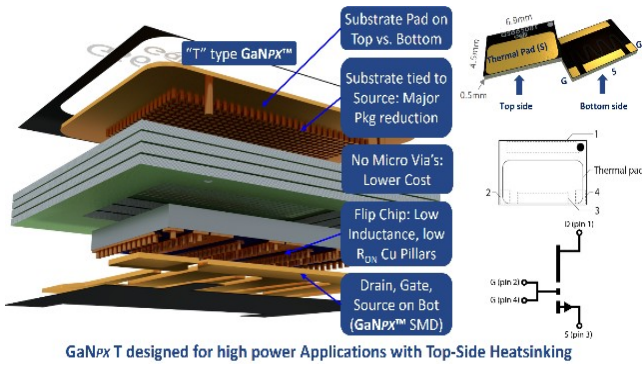 "T" type GaNPX™
Substrate Pad on
Top vs. Bottom
Substrate tied to
Source: Major
Pkg reduction
No Micro Via's:
Lower Cost
Flip Chip: Low
Inductance, low
RON Cu Pillars
Drain, Gate,
Source on Bot
(GaNPX™ SMD)
6.9mm
4.5mm
0.5mm
Thermal Pad (S)
G
S
G
Top side
Bottom side
1
Thermal pad
2
4
3
D (pin 1)
G (pin 2)
G (pin 4)
S (pin 3)
GaNPX T designed for high power Applications with Top-Side Heatsinking